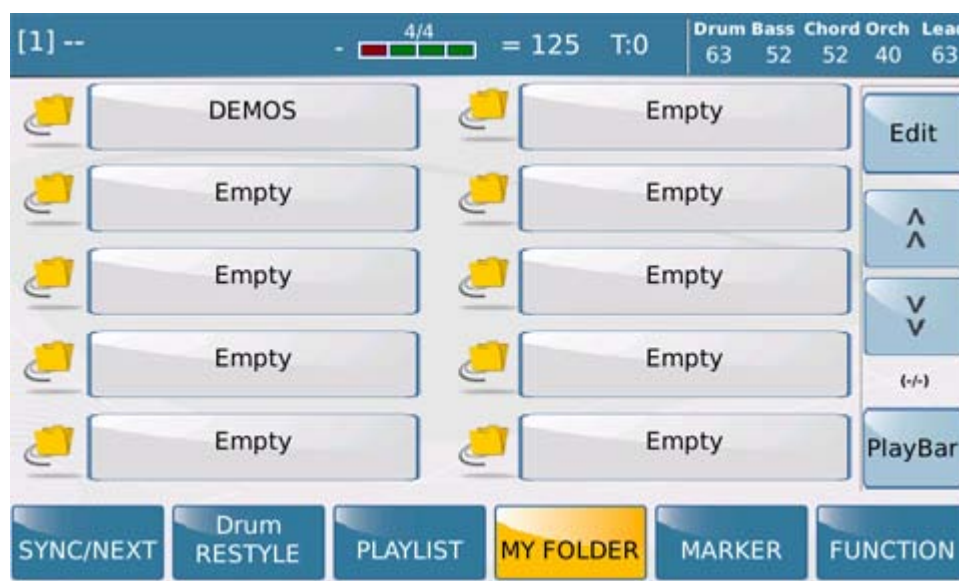 [1] -- - 4/4 = 125 T:0
Drum Bass Chord Orch Lead
63 52 52 40 63
DEMOS Empty
Edit
Empty Empty
Empty Empty
Empty Empty
(-/-)
Empty Empty
PlayBar
SYNC/NEXT Drum RESTYLE PLAYLIST MY FOLDER MARKER FUNCTION